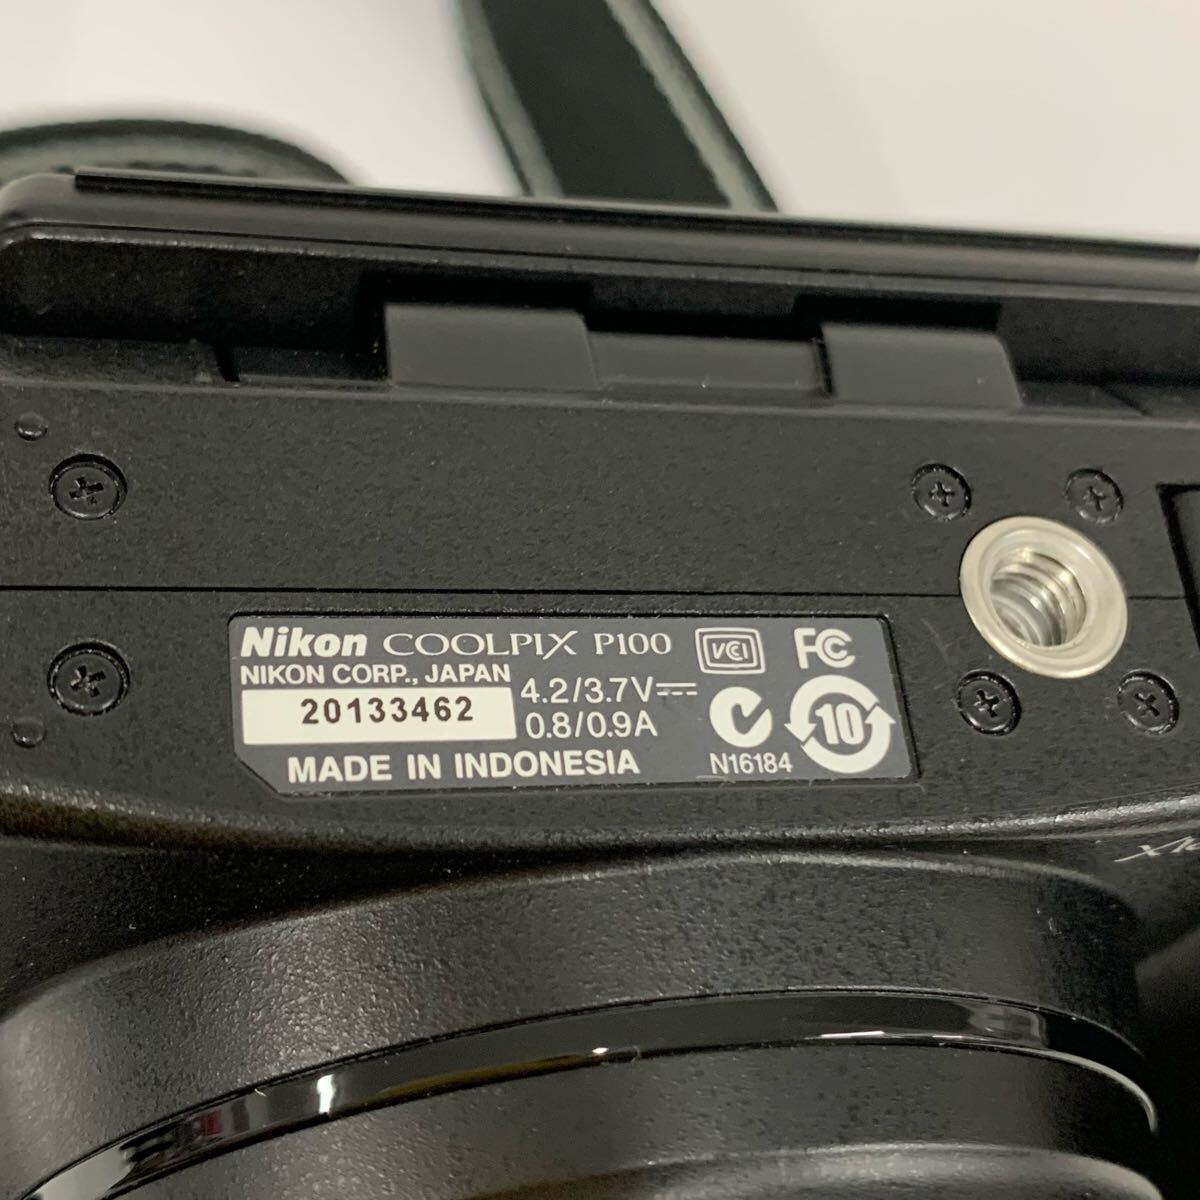 Nikon COOLPIX P100
NIKON CORP., JAPAN
20133462
4.2/3.7V
0.8/0.9A
MADE IN INDONESIA
VCI
FC
N16184
10